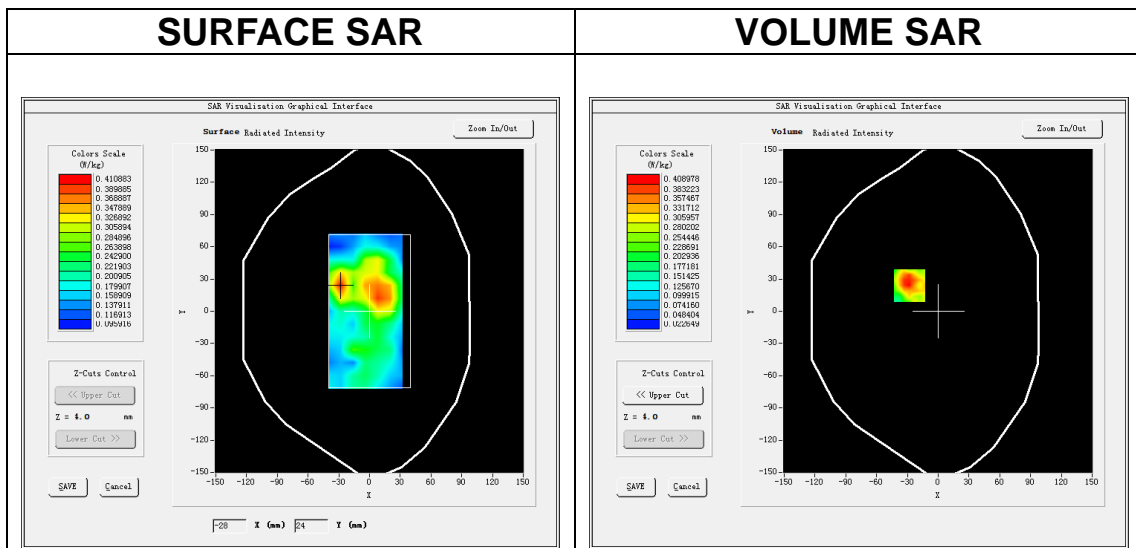 SURFACE SAR
VOLUME SAR
SAR Visualisation Graphical Interface
Surface Radiated Intensity
Zoom In/Out
Colors Scale
(W/kg)
0.410883
0.389885
0.368887
0.347889
0.326892
0.305894
0.284896
0.263898
0.242900
0.221903
0.200905
0.179907
0.158909
0.137911
0.116913
0.095916
Z-Cuts Control
<< Upper Cut
Z = 4.0 mm
Lower Cut >>
SAVE
Cancel
150
120
90
60
30
0
-30
-60
-90
-120
-150
Y
-150 -120 -90 -60 -30 0 30 60 90 120 150
X
-28 X (mm) 24 Y (mm)
SAR Visualisation Graphical Interface
Volume Radiated Intensity
Zoom In/Out
Colors Scale
(W/kg)
0.408978
0.383223
0.357467
0.331712
0.305957
0.280202
0.254446
0.228691
0.202936
0.177181
0.151425
0.125670
0.099915
0.074160
0.048404
0.022649
Z-Cuts Control
<< Upper Cut
Z = 4.0 mm
Lower Cut >>
SAVE
Cancel
150
120
90
60
30
0
-30
-60
-90
-120
-150
Y
-150 -120 -90 -60 -30 0 30 60 90 120 150
X